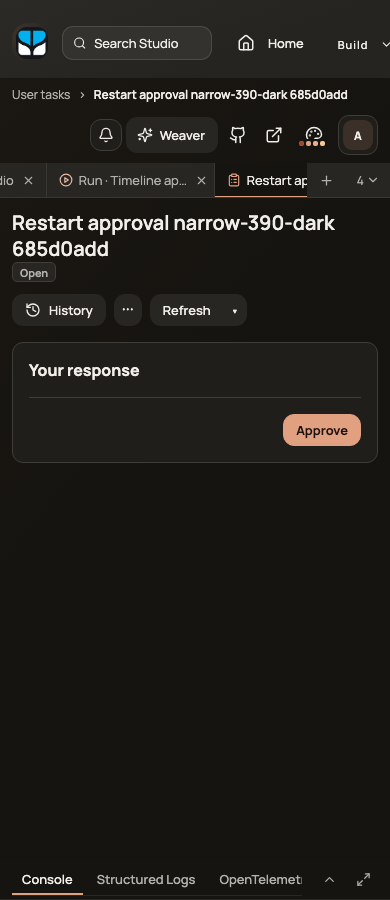 Search Studio
Home
Build
User tasks › Restart approval narrow-390-dark 685d0add
Weaver
A
dio
Run · Timeline ap...
Restart ap
4
Restart approval narrow-390-dark
685d0add
Open
History
Refresh
Your response
Approve
Console
Structured Logs
OpenTelemet